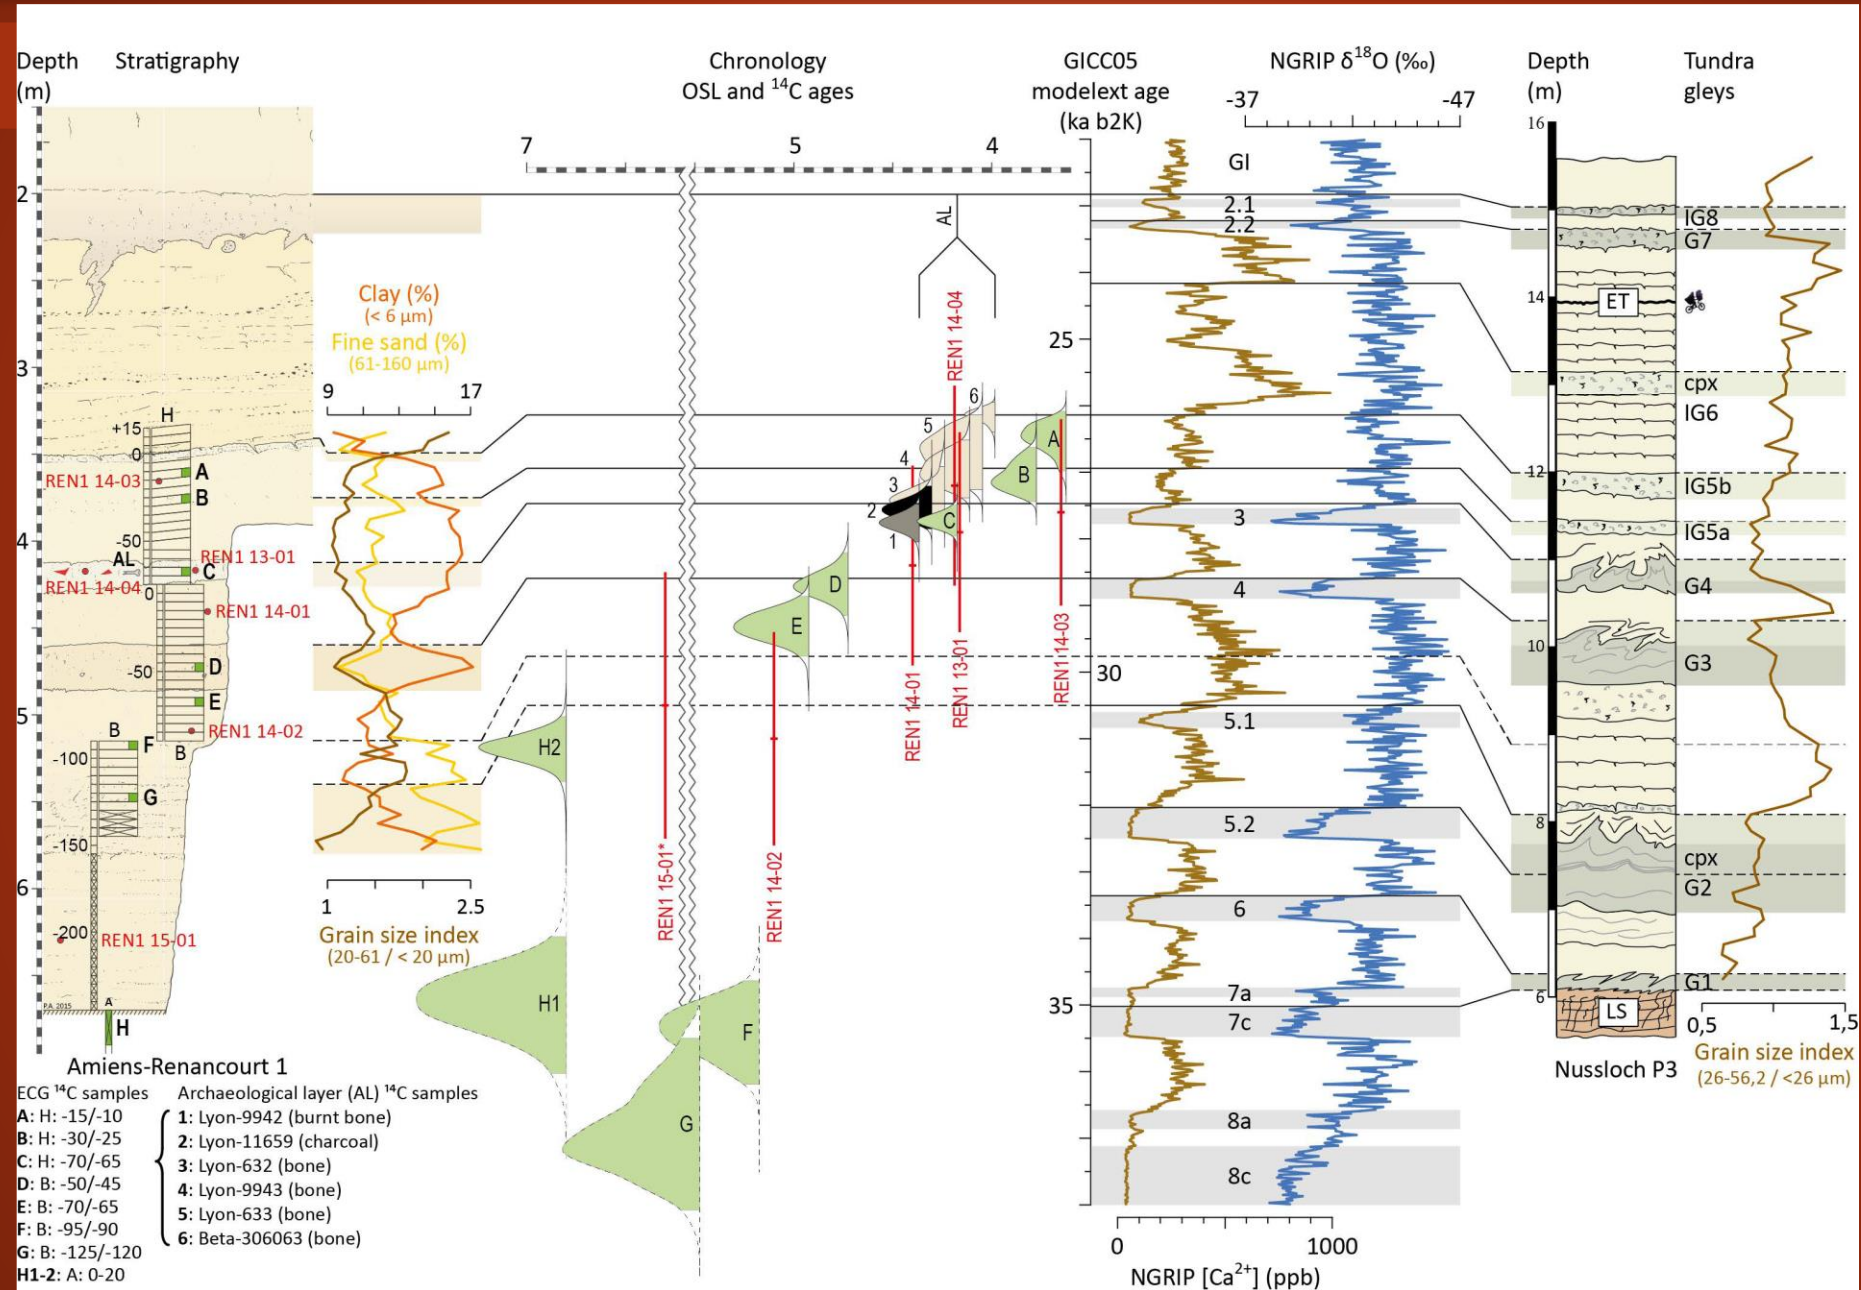 Depth
(m)
Stratigraphy
Chronology
OSL and ¹⁴C ages
GICC05
modelext age
(ka b2K)
NGRIP δ¹⁸O (‰)
-37
-47
Depth
(m)
Tundra
gleys
7
5
4
2
3
4
5
6
Clay (%)
(< 6 µm)
Fine sand (%)
(61-160 µm)
9
17
H
+15
0
-50
A
B
REN1 14-03
AL
C
REN1 13-01
REN1 14-04
0
REN1 14-01
-50
D
E
REN1 14-02
B
B
F
-100
G
-150
-200
REN1 15-01
P.A. 2015
A
H
1
2.5
Grain size index
(20-61 / < 20 µm)
AL
REN1 14-04
6
5
4
3
2
1
A
B
C
D
E
H2
H1
F
G
REN1 15-01*
REN1 14-02
REN1 14-01
REN1 13-01
REN1 14-03
25
30
35
GI
2.1
2.2
3
4
5.1
5.2
6
7a
7c
8a
8c
0
1000
NGRIP [Ca²⁺] (ppb)
16
14
12
10
8
6
ET
LS
IG8
G7
cpx
IG6
IG5b
IG5a
G4
G3
cpx
G2
G1
0,5
1,5
Nussloch P3
Grain size index
(26-56,2 / <26 µm)
Amiens-Renancourt 1
ECG ¹⁴C samples
A: H: -15/-10
B: H: -30/-25
C: H: -70/-65
D: B: -50/-45
E: B: -70/-65
F: B: -95/-90
G: B: -125/-120
H1-2: A: 0-20
Archaeological layer (AL) ¹⁴C samples
1: Lyon-9942 (burnt bone)
2: Lyon-11659 (charcoal)
3: Lyon-632 (bone)
4: Lyon-9943 (bone)
5: Lyon-633 (bone)
6: Beta-306063 (bone)